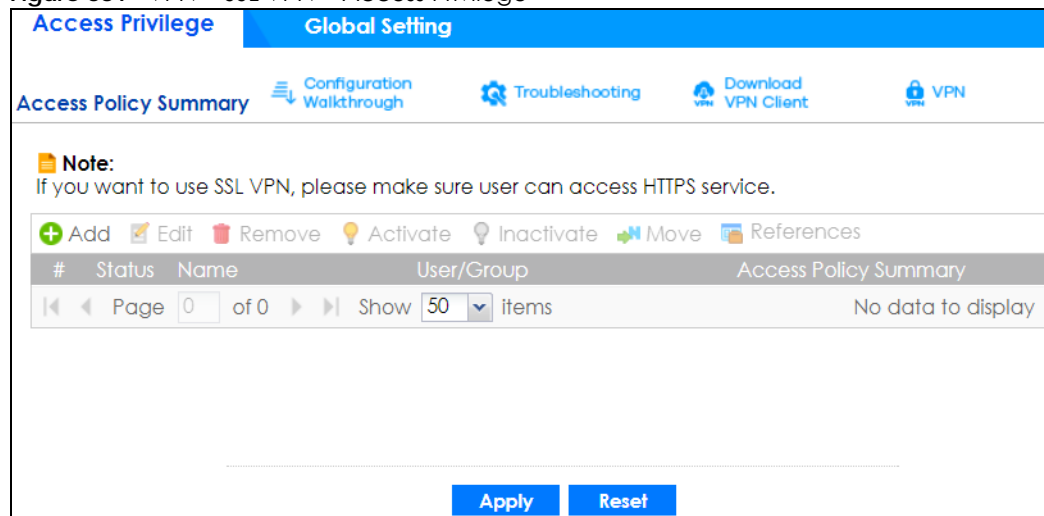 Access Privilege Global Setting
Access Policy Summary Configuration Walkthrough Troubleshooting Download VPN Client VPN
Note:
If you want to use SSL VPN, please make sure user can access HTTPS service.
Add Edit Remove Activate Inactivate Move References
# Status Name User/Group Access Policy Summary
Page 0 of 0 Show 50 items No data to display
Apply Reset